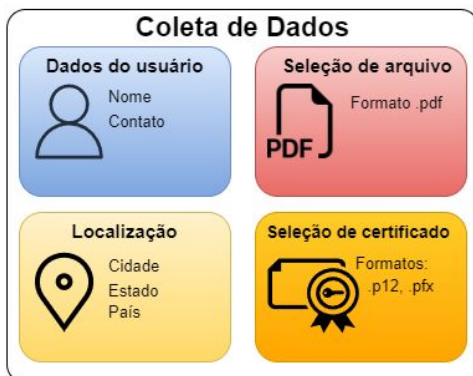 Coleta de Dados
Dados do usuário
Nome
Contato
Seleção de arquivo
Formato .pdf
PDF
Localização
Cidade
Estado
País
Seleção de certificado
Formatos:
.p12, .pfx